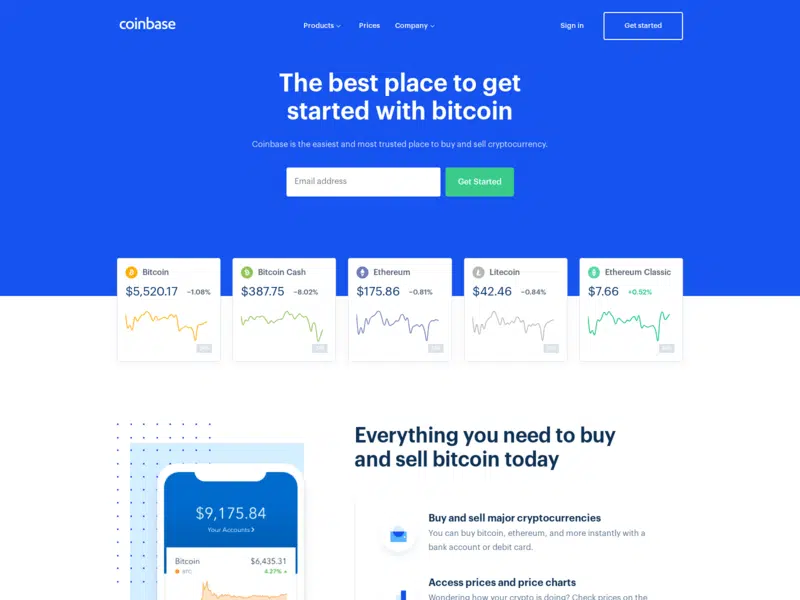 coinbase
Products
Prices
Company
Sign in
Get started
The best place to get
started with bitcoin
Coinbase is the easiest and most trusted place to buy and sell cryptocurrency.
Email address
Get Started
Bitcoin
$5,520.17 −1.08%
Bitcoin Cash
$387.75 −8.02%
Ethereum
$175.86 −0.81%
Litecoin
$42.46 −0.84%
Ethereum Classic
$7.66 +0.52%
$9,175.84
Your Accounts
Bitcoin $6,435.31
BTC 4.27%
Everything you need to buy
and sell bitcoin today
Buy and sell major cryptocurrencies
You can buy bitcoin, ethereum, and more instantly with a
bank account or debit card.
Access prices and price charts
Wondering how your crypto is doing? Check prices on the